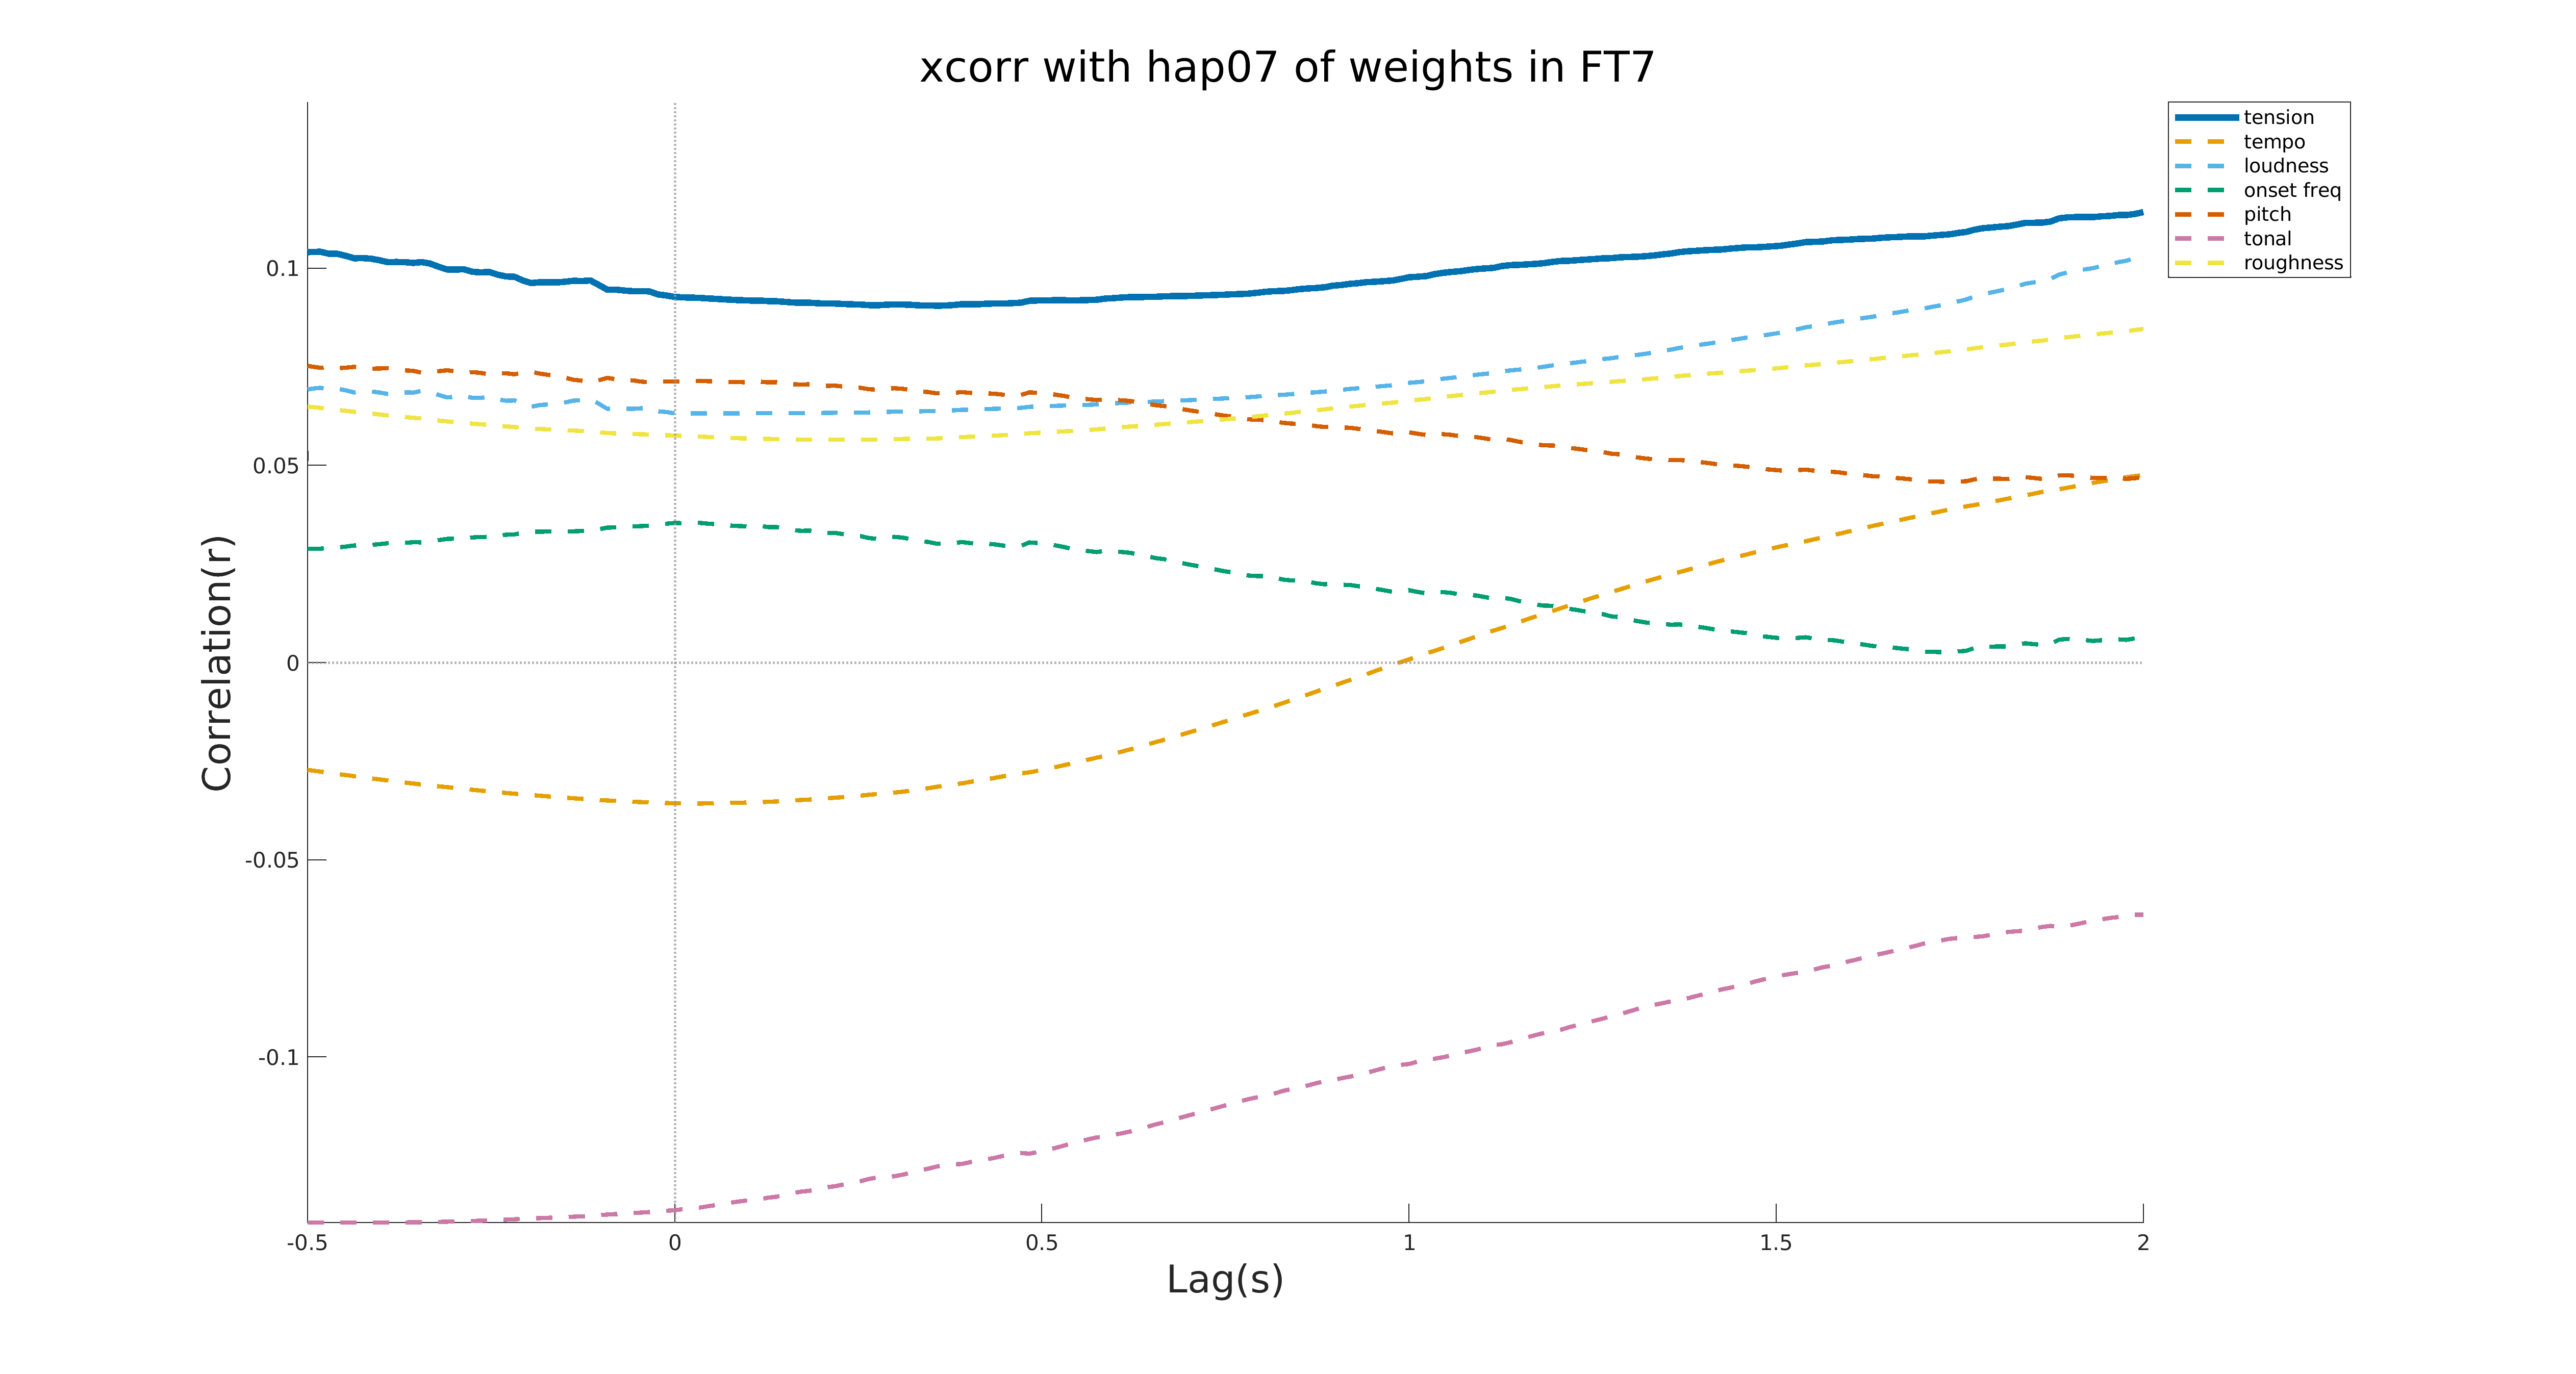 xcorr with hap07 of weights in FT7
tension
tempo
loudness
onset freq
pitch
tonal
roughness
Correlation(r)
0.1
0.05
0
-0.05
-0.1
-0.5
0
0.5
1
1.5
2
Lag(s)